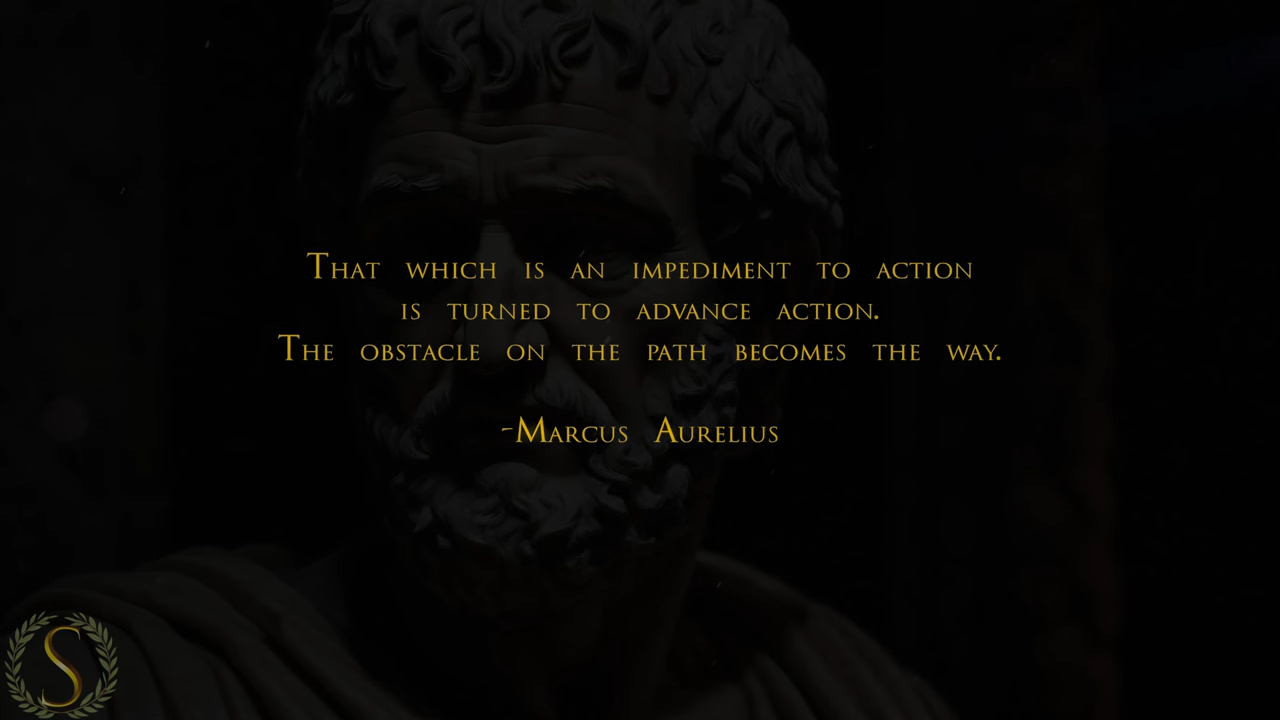 That which is an impediment to action
is turned to advance action.
The obstacle on the path becomes the way.
-Marcus Aurelius
S